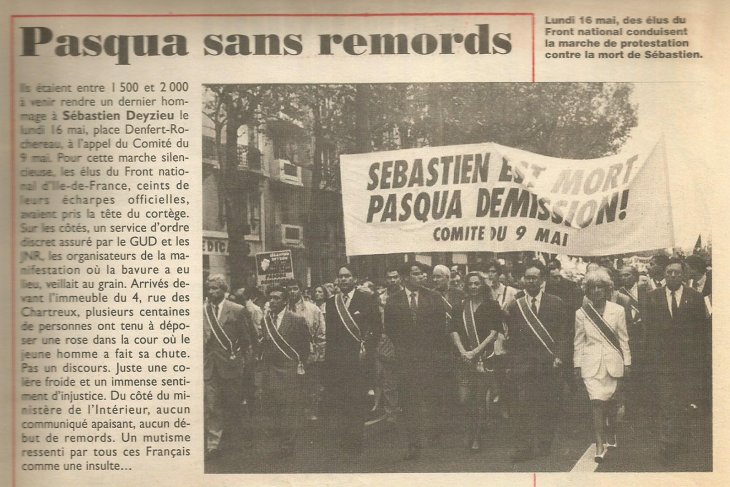 Pasqua sans remords
Lundi 16 mai, des élus du
Front national conduisent
la marche de protestation
contre la mort de Sébastien.
Ils étaient entre 1 500 et 2 000
à venir rendre un dernier hom-
mage à Sébastien Deyzieu le
lundi 16 mai, place Denfert-Ro-
chereau, à l'appel du Comité du
9 mai. Pour cette marche silen-
cieuse, les élus du Front natio-
nal d'Ile-de-France, ceints de
leurs écharpes officielles,
avaient pris la tête du cortège.
Sur les côtés, un service d'ordre
discret assuré par le GUD et les
JNR, les organisateurs de la ma-
nifestation où la bavure a eu
lieu, veillait au grain. Arrivés de-
vant l'immeuble du 4, rue des
Chartreux, plusieurs centaines
de personnes ont tenu à dépo-
ser une rose dans la cour où le
jeune homme a fait sa chute.
Pas un discours. Juste une co-
lère froide et un immense senti-
ment d'injustice. Du côté du mi-
nistère de l'Intérieur, aucun
communiqué apaisant, aucun dé-
but de remords. Un mutisme
ressenti par tous ces Français
comme une insulte...
SEBASTIEN EST MORT
PASQUA DEMISSION!
COMITE DU 9 MAI